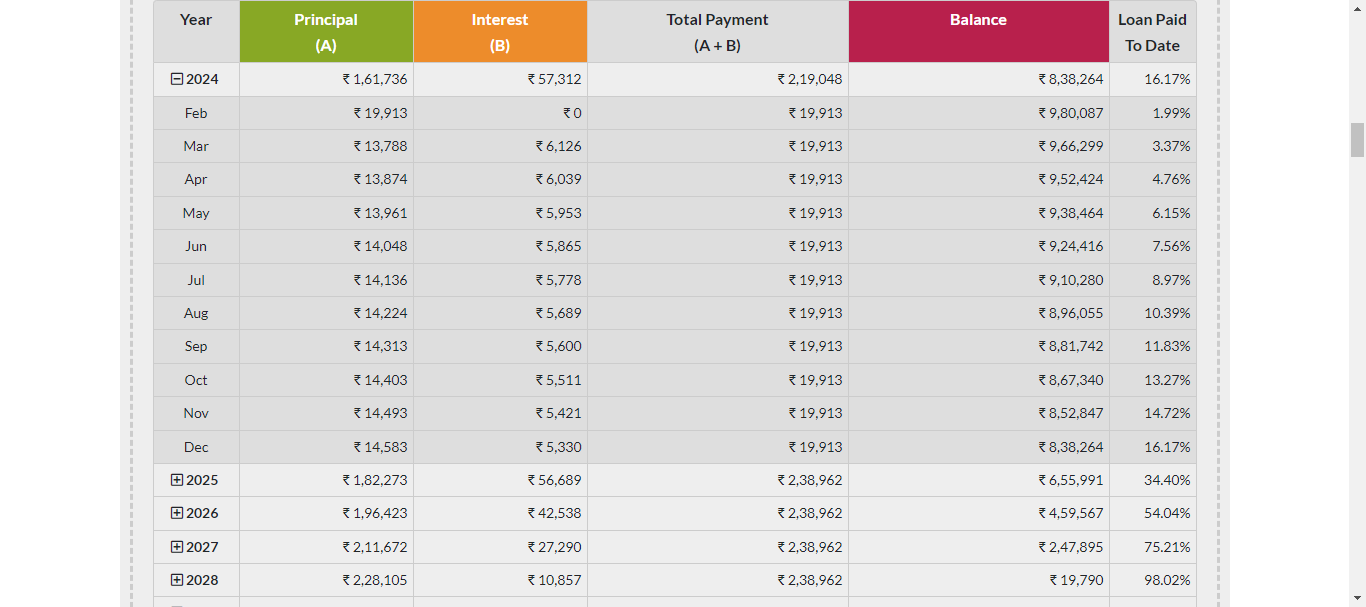 Year Principal (A) Interest (B) Total Payment (A + B) Balance Loan Paid To Date
2024 ₹ 1,61,736 ₹ 57,312 ₹ 2,19,048 ₹ 8,38,264 16.17%
Feb ₹ 19,913 ₹ 0 ₹ 19,913 ₹ 9,80,087 1.99%
Mar ₹ 13,788 ₹ 6,126 ₹ 19,913 ₹ 9,66,299 3.37%
Apr ₹ 13,874 ₹ 6,039 ₹ 19,913 ₹ 9,52,424 4.76%
May ₹ 13,961 ₹ 5,953 ₹ 19,913 ₹ 9,38,464 6.15%
Jun ₹ 14,048 ₹ 5,865 ₹ 19,913 ₹ 9,24,416 7.56%
Jul ₹ 14,136 ₹ 5,778 ₹ 19,913 ₹ 9,10,280 8.97%
Aug ₹ 14,224 ₹ 5,689 ₹ 19,913 ₹ 8,96,055 10.39%
Sep ₹ 14,313 ₹ 5,600 ₹ 19,913 ₹ 8,81,742 11.83%
Oct ₹ 14,403 ₹ 5,511 ₹ 19,913 ₹ 8,67,340 13.27%
Nov ₹ 14,493 ₹ 5,421 ₹ 19,913 ₹ 8,52,847 14.72%
Dec ₹ 14,583 ₹ 5,330 ₹ 19,913 ₹ 8,38,264 16.17%
2025 ₹ 1,82,273 ₹ 56,689 ₹ 2,38,962 ₹ 6,55,991 34.40%
2026 ₹ 1,96,423 ₹ 42,538 ₹ 2,38,962 ₹ 4,59,567 54.04%
2027 ₹ 2,11,672 ₹ 27,290 ₹ 2,38,962 ₹ 2,47,895 75.21%
2028 ₹ 2,28,105 ₹ 10,857 ₹ 2,38,962 ₹ 19,790 98.02%